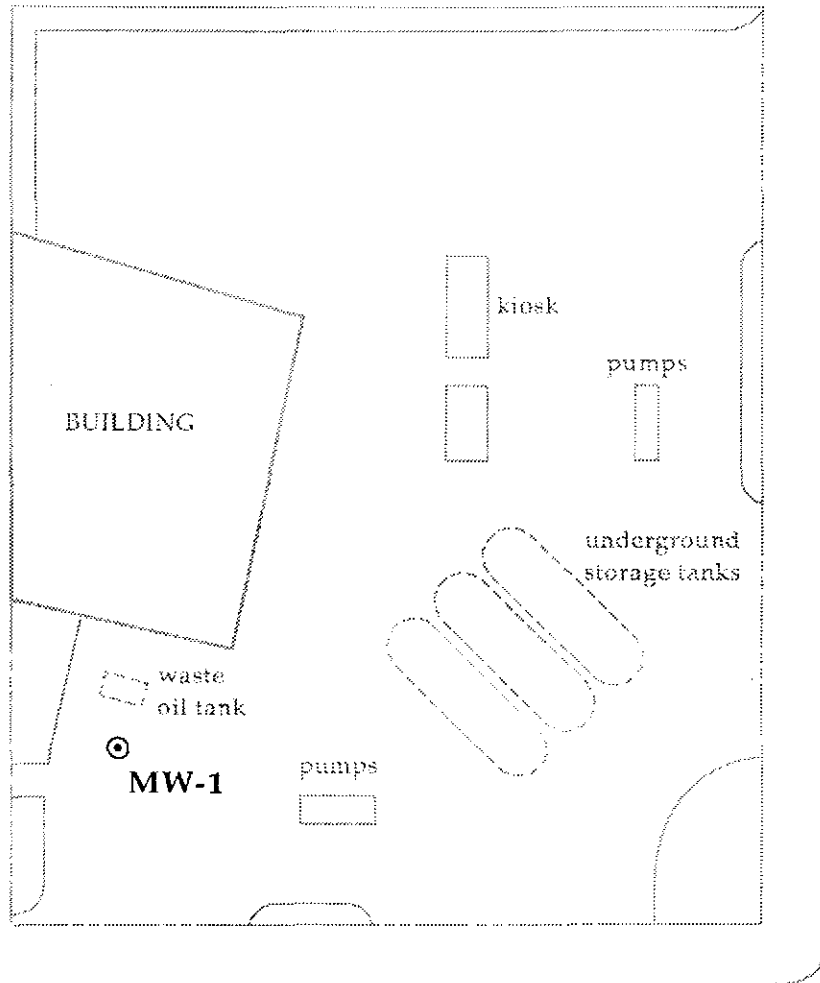 kiosk
pumps
BUILDING
underground
storage tanks
waste
oil tank
MW-1
pumps